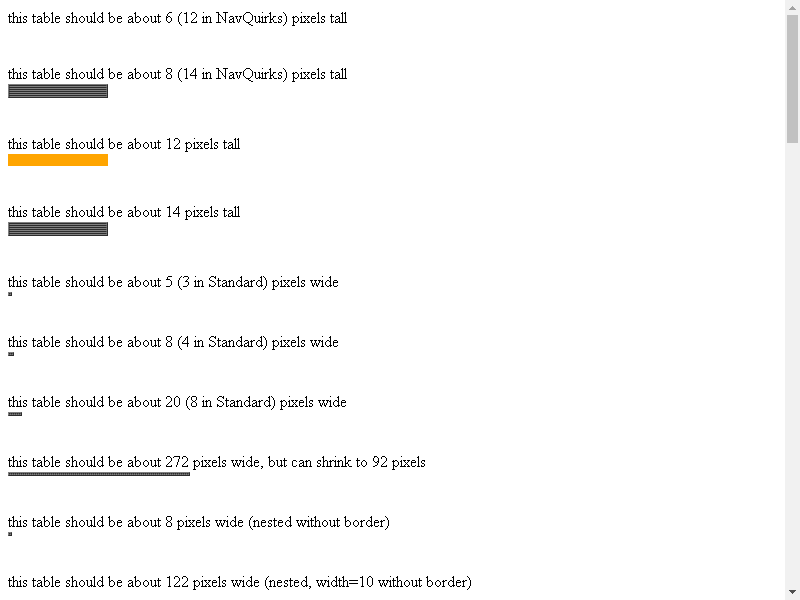 this table should be about 6 (12 in NavQuirks) pixels tall
this table should be about 8 (14 in NavQuirks) pixels tall
this table should be about 12 pixels tall
this table should be about 14 pixels tall
this table should be about 5 (3 in Standard) pixels wide
this table should be about 8 (4 in Standard) pixels wide
this table should be about 20 (8 in Standard) pixels wide
this table should be about 272 pixels wide, but can shrink to 92 pixels
this table should be about 8 pixels wide (nested without border)
this table should be about 122 pixels wide (nested, width=10 without border)